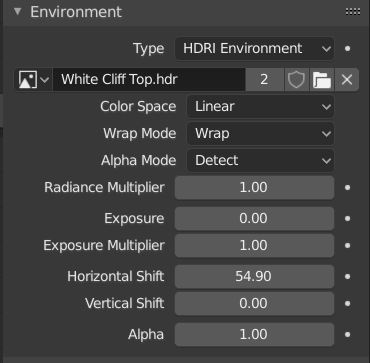 Environment
Type HDRI Environment
White Cliff Top.hdr 2
Color Space Linear
Wrap Mode Wrap
Alpha Mode Detect
Radiance Multiplier 1.00
Exposure 0.00
Exposure Multiplier 1.00
Horizontal Shift 54.90
Vertical Shift 0.00
Alpha 1.00